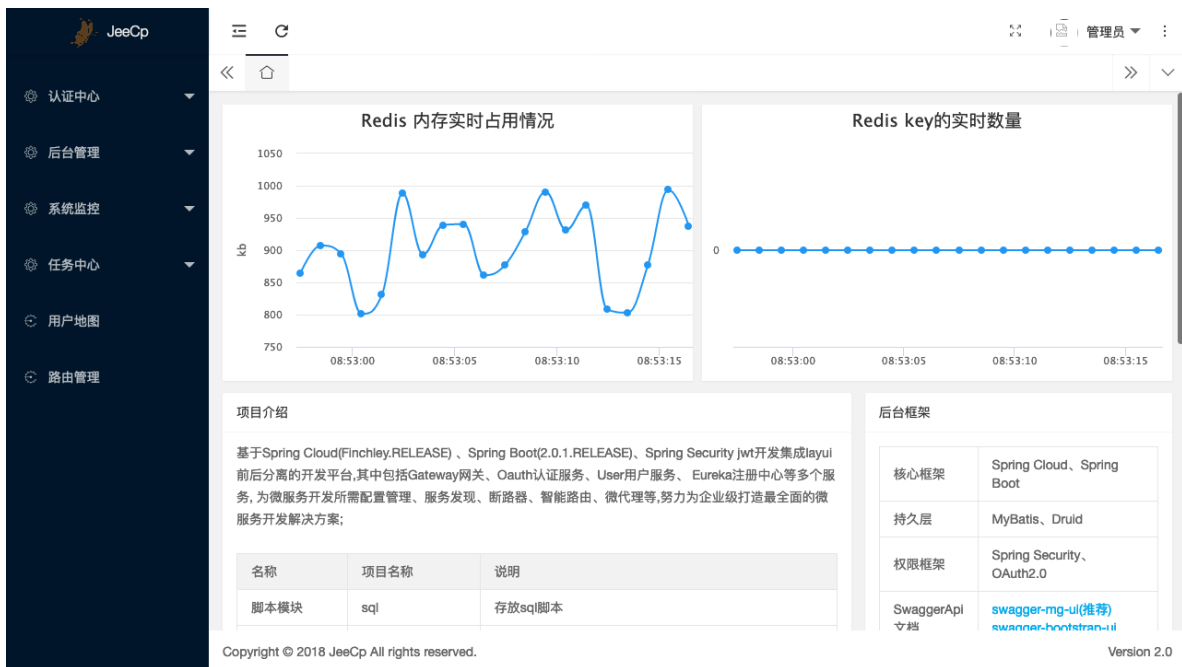 JeeCp
管理员
认证中心
后台管理
系统监控
任务中心
用户地图
路由管理
Redis 内存实时占用情况
1050
1000
950
900
850
800
750
kb
08:53:00 08:53:05 08:53:10 08:53:15
Redis key的实时数量
0
08:53:00 08:53:05 08:53:10 08:53:15
项目介绍
基于Spring Cloud(Finchley.RELEASE) 、Spring Boot(2.0.1.RELEASE)、Spring Security jwt开发集成layui
前后分离的开发平台,其中包括Gateway网关、Oauth认证服务、User用户服务、 Eureka注册中心等多个服
务, 为微服务开发所需配置管理、服务发现、断路器、智能路由、微代理等,努力为企业级打造最全面的微
服务开发解决方案;
名称 项目名称 说明
脚本模块 sql 存放sql脚本
后台框架
核心框架 Spring Cloud、Spring
Boot
持久层 MyBatis、Druid
权限框架 Spring Security、
OAuth2.0
SwaggerApi swagger-mg-ui(推荐)
文档 swagger-bootstrap-ui
Copyright © 2018 JeeCp All rights reserved.
Version 2.0